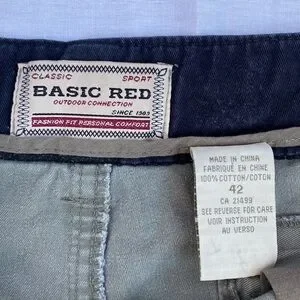 CLASSIC SPORT
BASIC RED
OUTDOOR CONNECTION
SINCE 1983
FASHION FIT PERSONAL COMFORT
MADE IN CHINA
FABRIQUÉ EN CHINE
100% COTTON/COTON
42
CA 21499
SEE REVERSE FOR CARE
VOIR INSTRUCTION
AU VERSO